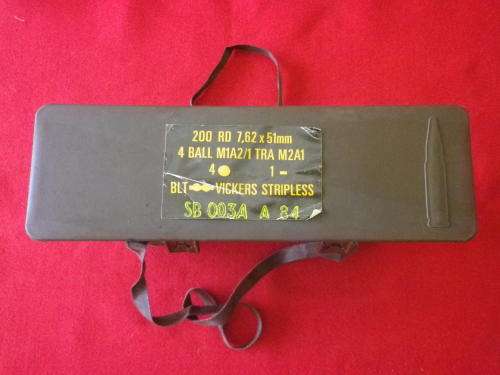 200 RD 7,62 x 51mm
4 BALL M1A2/1 TRA M2A1
4 1
BLT VICKERS STRIPLESS
SB 003A A 84